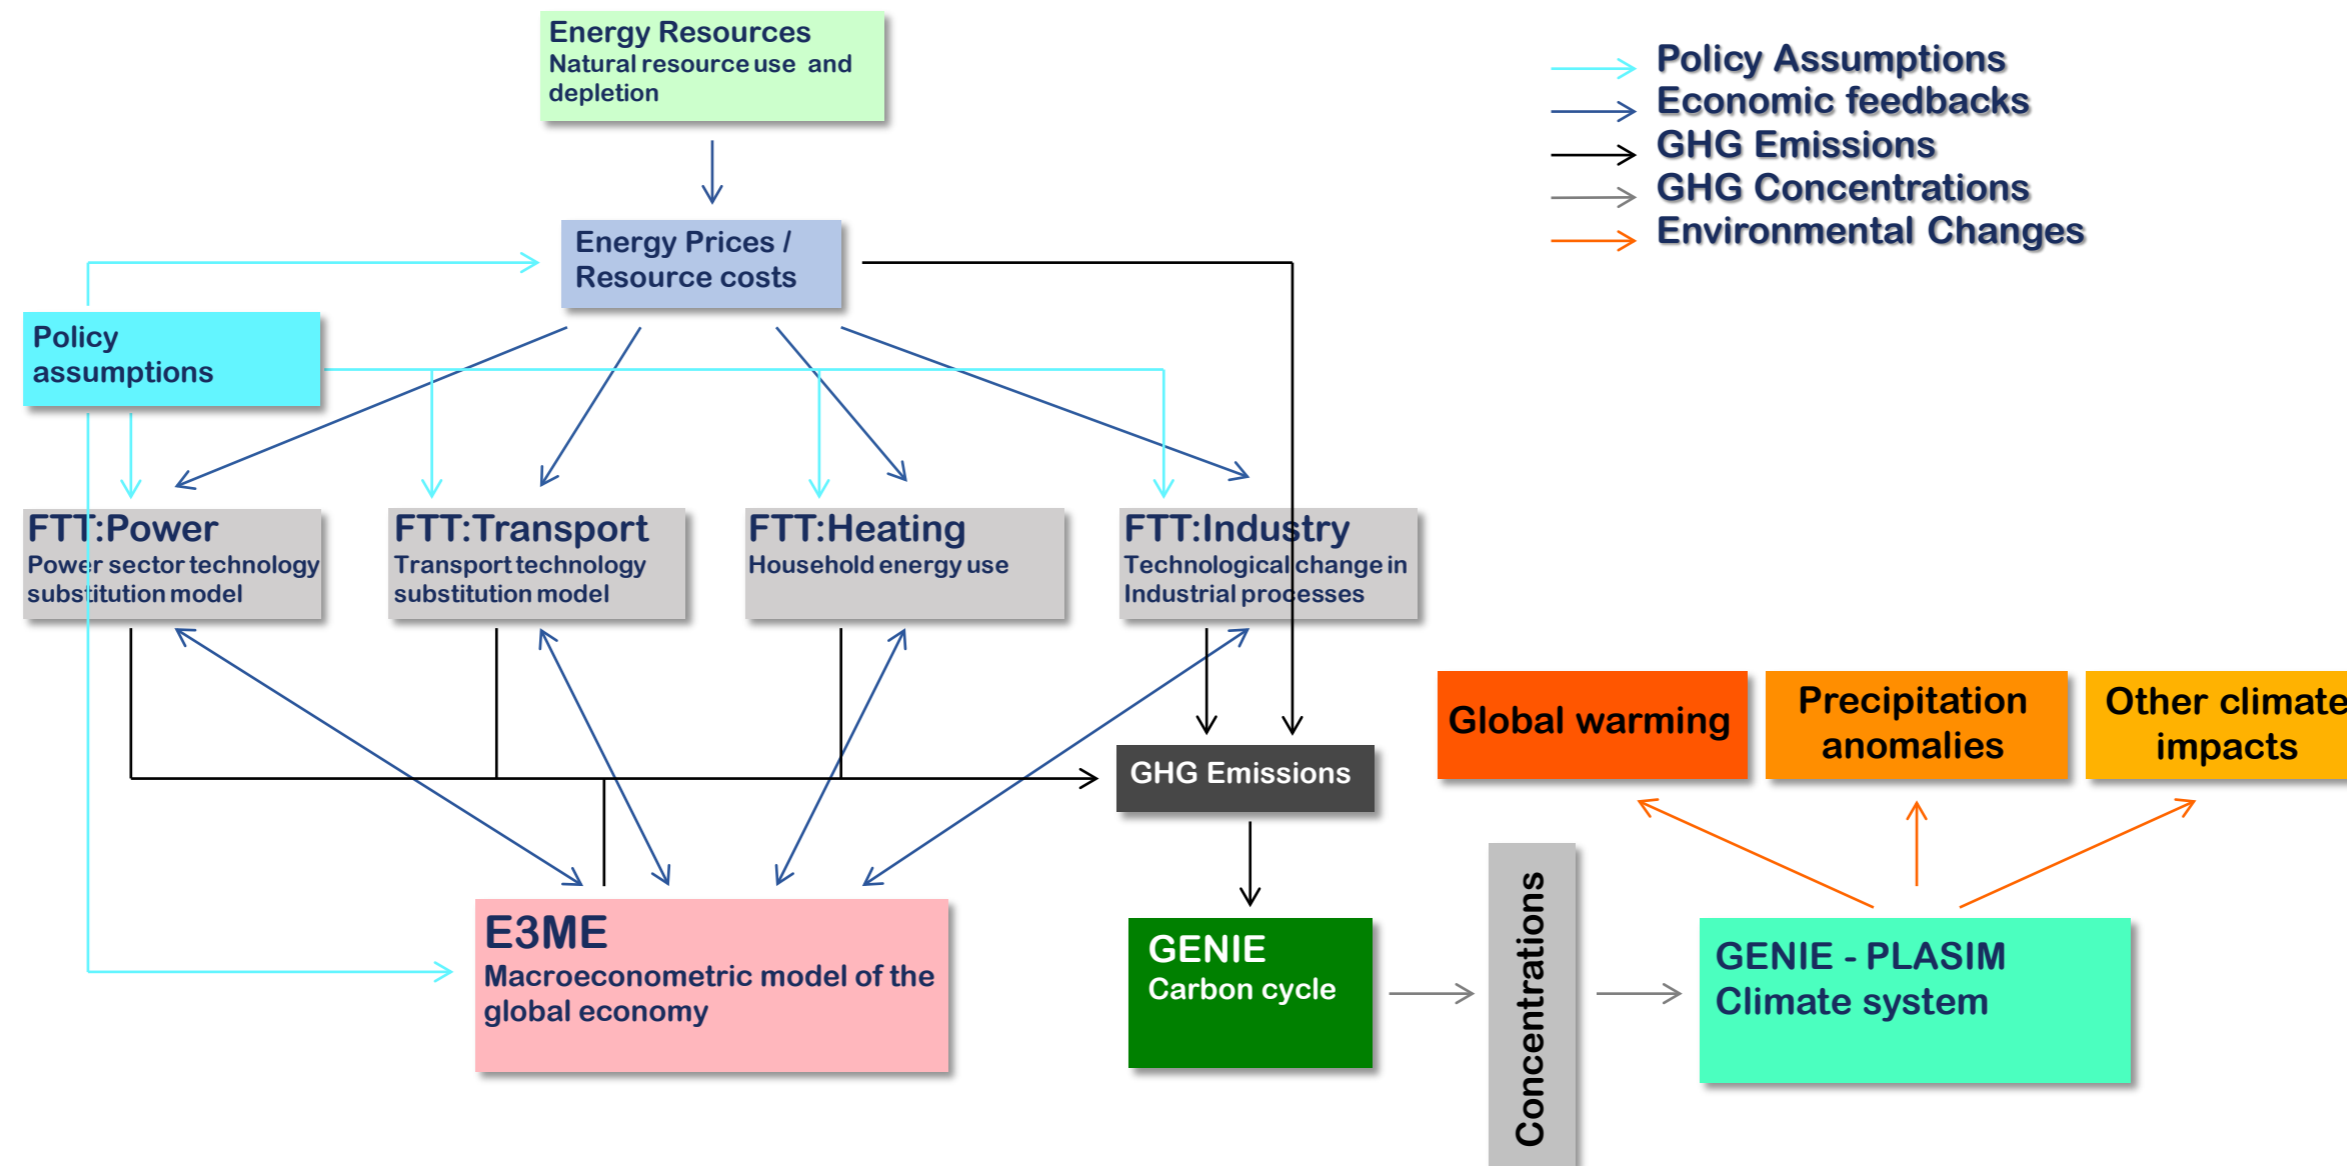 Energy Resources
Natural resource use and
depletion
Policy Assumptions
Economic feedbacks
GHG Emissions
GHG Concentrations
Environmental Changes
Energy Prices /
Resource costs
Policy
assumptions
FTT:Power
Power sector technology
substitution model
FTT:Transport
Transport technology
substitution model
FTT:Heating
Household energy use
FTT:Industry
Technological change in
Industrial processes
Global warming
Precipitation
anomalies
Other climate
impacts
GHG Emissions
E3ME
Macroeconometric model of the
global economy
GENIE
Carbon cycle
Concentrations
GENIE - PLASIM
Climate system